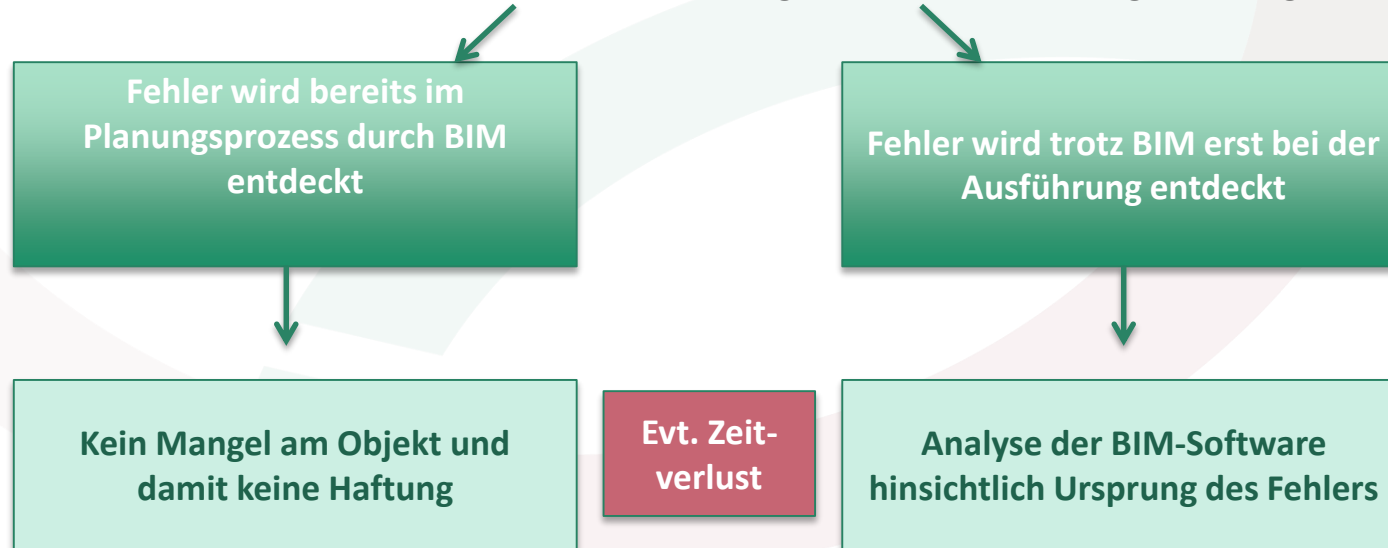 Fehler wird bereits im
Planungsprozess durch BIM
entdeckt
Fehler wird trotz BIM erst bei der
Ausführung entdeckt
Kein Mangel am Objekt und
damit keine Haftung
Evt. Zeit-
verlust
Analyse der BIM-Software
hinsichtlich Ursprung des Fehlers